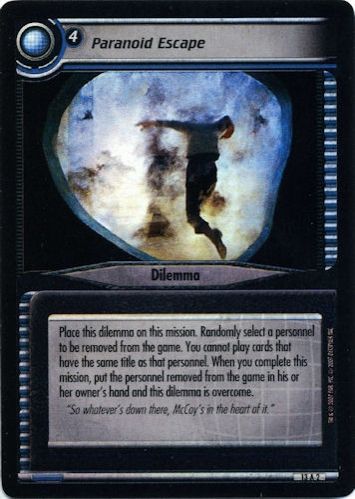 4
Paranoid Escape
Dilemma
Place this dilemma on this mission. Randomly select a personnel
to be removed from the game. You cannot play cards that
have the same title as that personnel. When you complete this
mission, put the personnel removed from the game in his or
her owner's hand and this dilemma is overcome.
"So whatever's down there, McCoy's in the heart of it."
13 A 2